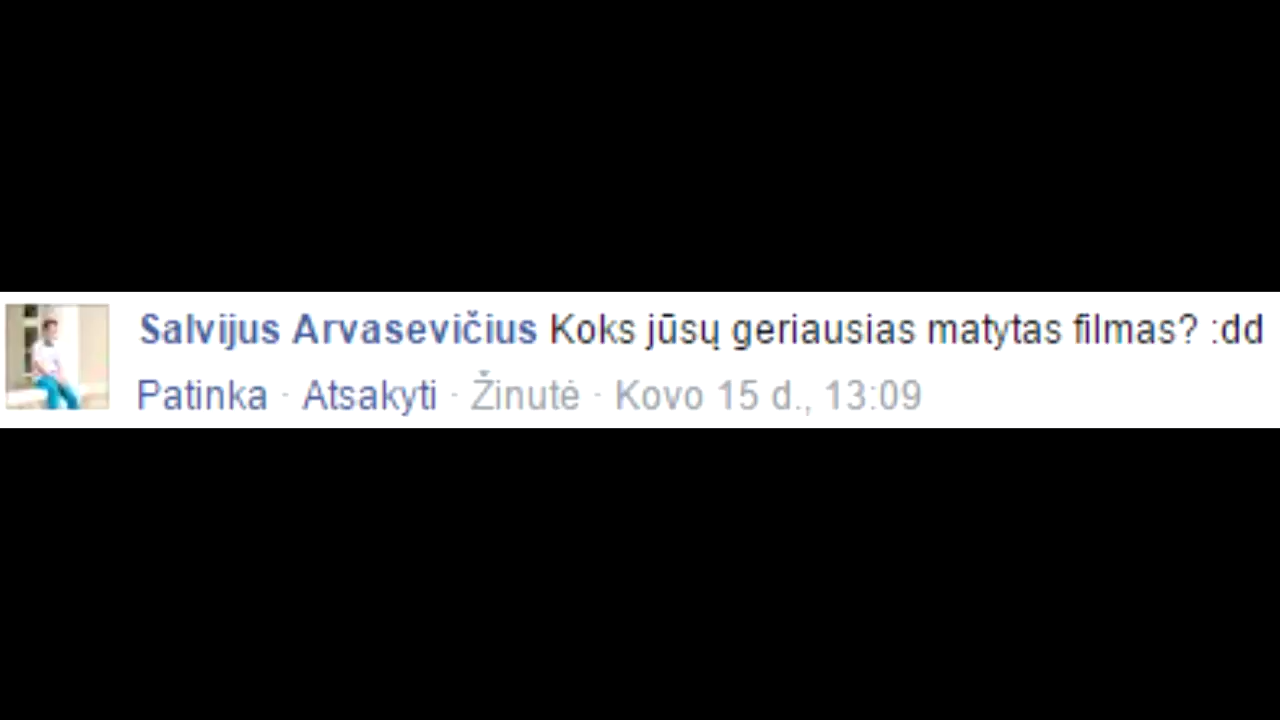 Salvijus Arvasevičius Koks jūsų geriausias matytas filmas? :dd
Patinka · Atsakyti · Žinutė · Kovo 15 d., 13:09